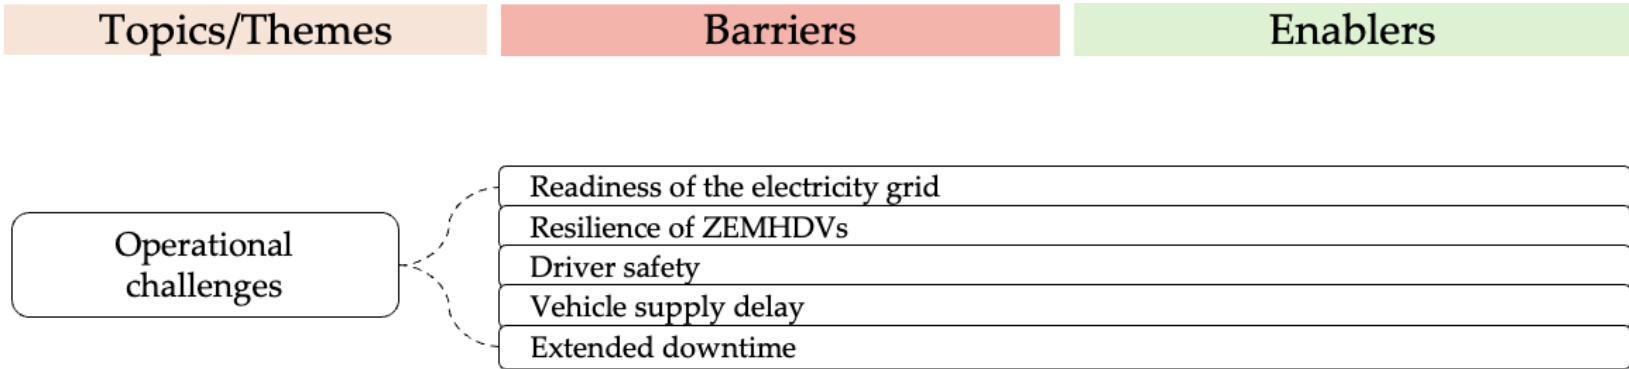 Topics/Themes
Barriers
Enablers
Operational
challenges
Readiness of the electricity grid
Resilience of ZEMHDVs
Driver safety
Vehicle supply delay
Extended downtime